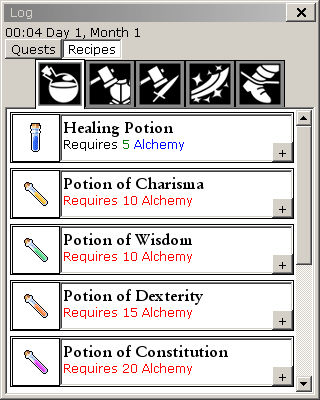 Log
00:04 Day 1, Month 1
Quests Recipes
Healing Potion
Requires 5 Alchemy
+
Potion of Charisma
Requires 10 Alchemy
+
Potion of Wisdom
Requires 10 Alchemy
+
Potion of Dexterity
Requires 15 Alchemy
+
Potion of Constitution
Requires 20 Alchemy
+